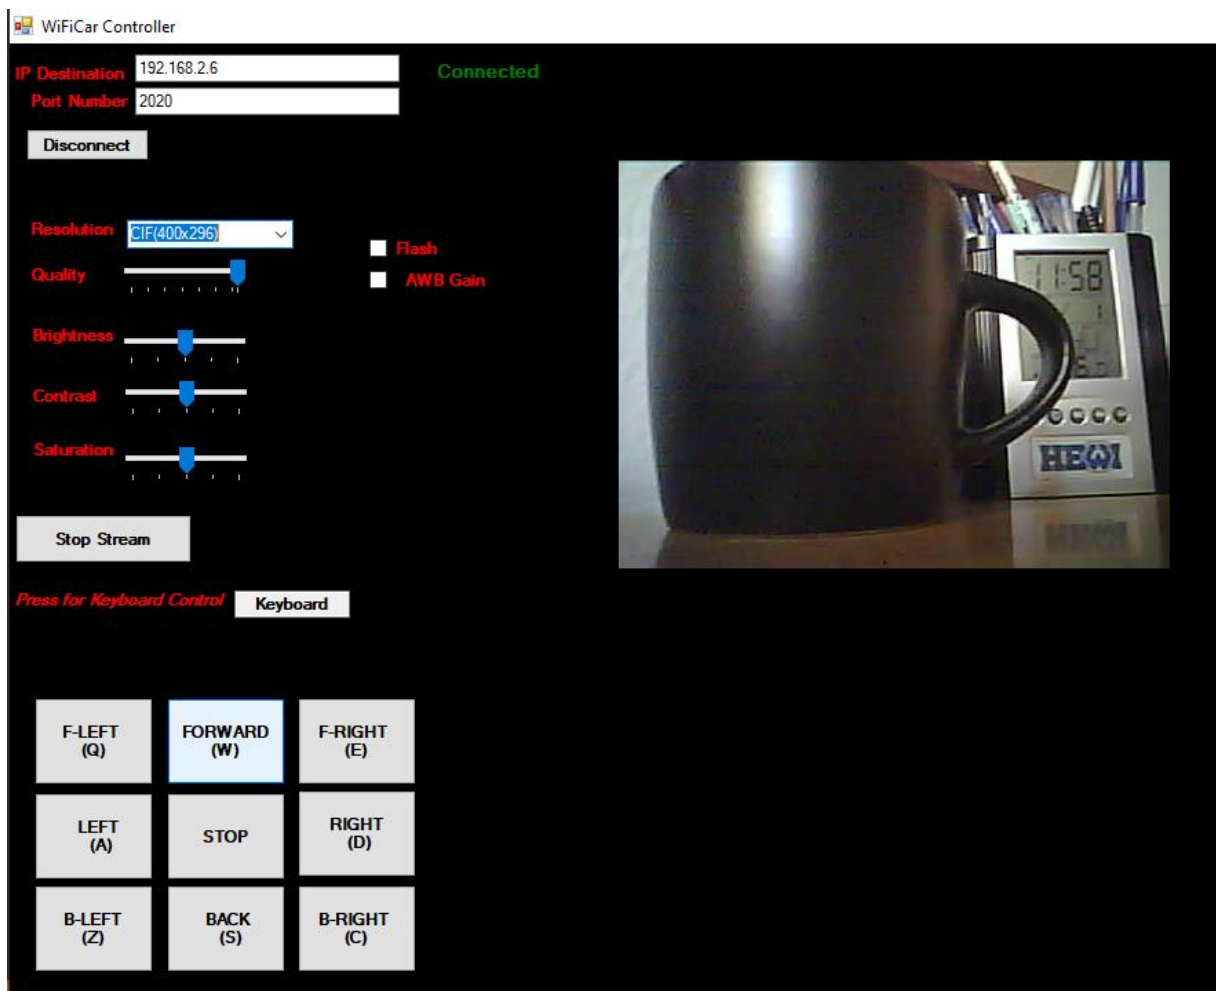 WiFiCar Controller
IP Destination 192.168.2.6 Connected
Port Number 2020
Disconnect
Resolution CIF(400x296)
Flash
Quality
AWB Gain
Brightness
Contrast
Saturation
Stop Stream
Press for Keyboard Control Keyboard
F-LEFT
(Q)
FORWARD
(W)
F-RIGHT
(E)
LEFT
(A)
STOP
RIGHT
(D)
B-LEFT
(Z)
BACK
(S)
B-RIGHT
(C)
11:58
HEWI